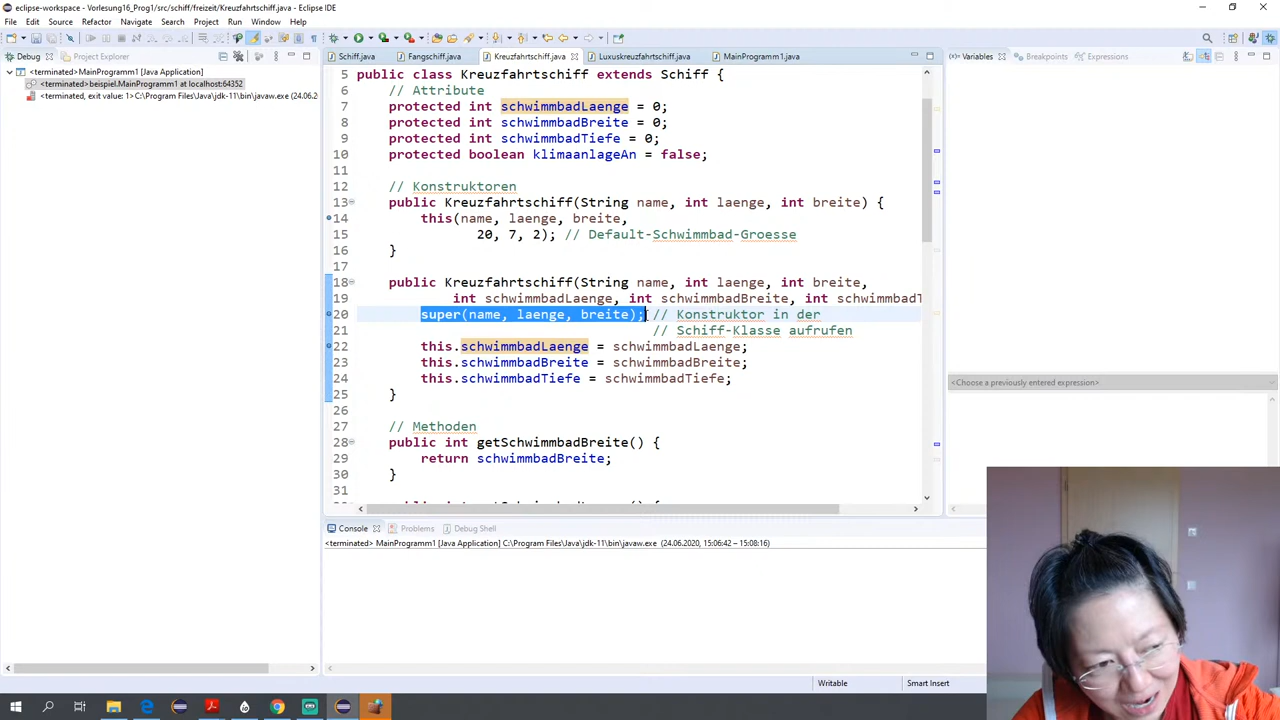 eclipse-workspace - Vorlesung16_Prog1/src/schiff/freizeit/Kreuzfahrtschiff.java - Eclipse IDE
File Edit Source Refactor Navigate Search Project Run Window Help
Debug Project Explorer
<terminated>MainProgramm1 [Java Application]
<terminated>beispiel.MainProgramm1 at localhost:64352
<terminated, exit value: 1>C:\Program Files\Java\jdk-11\bin\javaw.exe (24.06.20
Schiff.java Fangschiff.java Kreuzfahrtschiff.java Luxuskreuzfahrtschiff.java MainProgramm1.java
5 public class Kreuzfahrtschiff extends Schiff {
6 // Attribute
7 protected int schwimmbadLaenge = 0;
8 protected int schwimmbadBreite = 0;
9 protected int schwimmbadTiefe = 0;
10 protected boolean klimaanlageAn = false;
11
12 // Konstruktoren
13 public Kreuzfahrtschiff(String name, int laenge, int breite) {
14 this(name, laenge, breite,
15 20, 7, 2); // Default-Schwimmbad-Groesse
16 }
17
18 public Kreuzfahrtschiff(String name, int laenge, int breite,
19 int schwimmbadLaenge, int schwimmbadBreite, int schwimmbadT
20 super(name, laenge, breite); // Konstruktor in der
21 // Schiff-Klasse aufrufen
22 this.schwimmbadLaenge = schwimmbadLaenge;
23 this.schwimmbadBreite = schwimmbadBreite;
24 this.schwimmbadTiefe = schwimmbadTiefe;
25 }
26
27 // Methoden
28 public int getSchwimmbadBreite() {
29 return schwimmbadBreite;
30 }
31
Variables Breakpoints Expressions
<Choose a previously entered expression>
Console Problems Debug Shell
<terminated> MainProgramm1 [Java Application] C:\Program Files\Java\jdk-11\bin\javaw.exe (24.06.2020, 15:06:42 – 15:08:16)
Writable Smart Insert